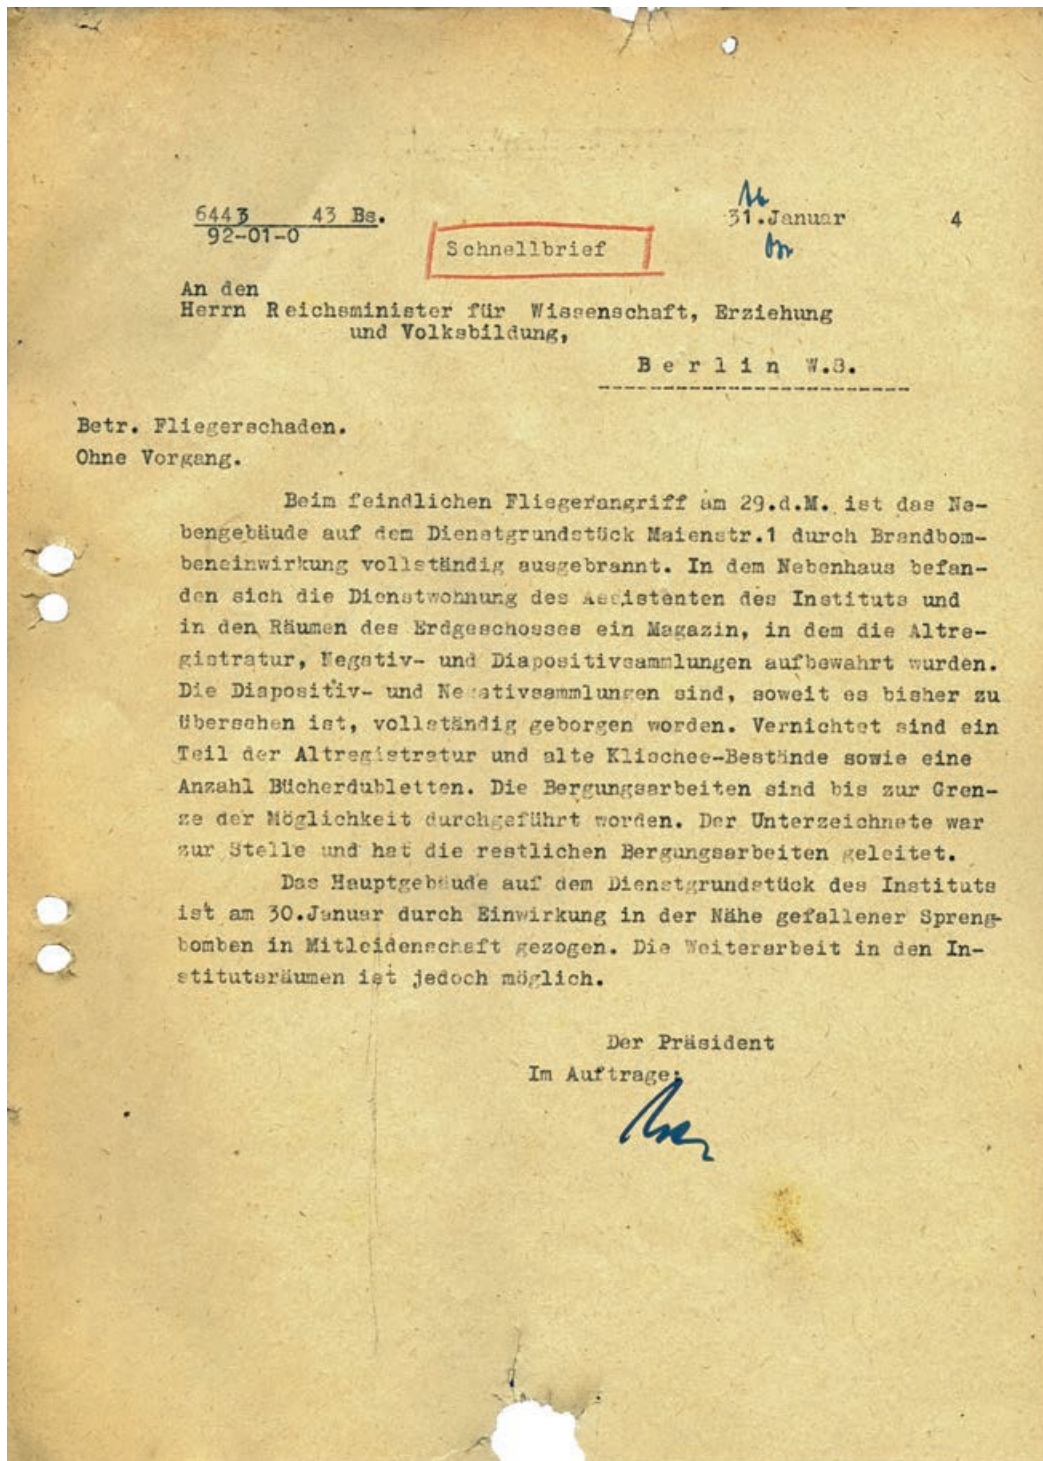 6443 43 Bs.
92-01-0
31.Januar 4
Schnellbrief
An den
Herrn Reichsminister für Wissenschaft, Erziehung
und Volksbildung,
Berlin W.8.
Betr. Fliegerschaden.
Ohne Vorgang.
Beim feindlichen Fliegerangriff am 29.d.M. ist das Ne-
bengebäude auf dem Dienstgrundstück Maienstr.1 durch Brandbom-
beneinwirkung vollständig ausgebrannt. In dem Nebenhaus befan-
den sich die Dienstwohnung des Assistenten des Instituts und
in den Räumen des Erdgeschosses ein Magazin, in dem die Altre-
gistratur, Negativ- und Diapositivsammlungen aufbewahrt wurden.
Die Diapositiv- und Negativsammlungen sind, soweit es bisher zu
übersehen ist, vollständig geborgen worden. Vernichtet sind ein
Teil der Altregistratur und alte Klischee-Bestände sowie eine
Anzahl Bücherdubletten. Die Bergungsarbeiten sind bis zur Gren-
ze der Möglichkeit durchgeführt worden. Der Unterzeichnete war
zur Stelle und hat die restlichen Bergungsarbeiten geleitet.
Das Hauptgebäude auf dem Dienstgrundstück des Instituts
ist am 30.Januar durch Einwirkung in der Nähe gefallener Spreng-
bomben in Mitleidenschaft gezogen. Die Weiterarbeit in den In-
stitutsräumen ist jedoch möglich.
Der Präsident
Im Auftrage: